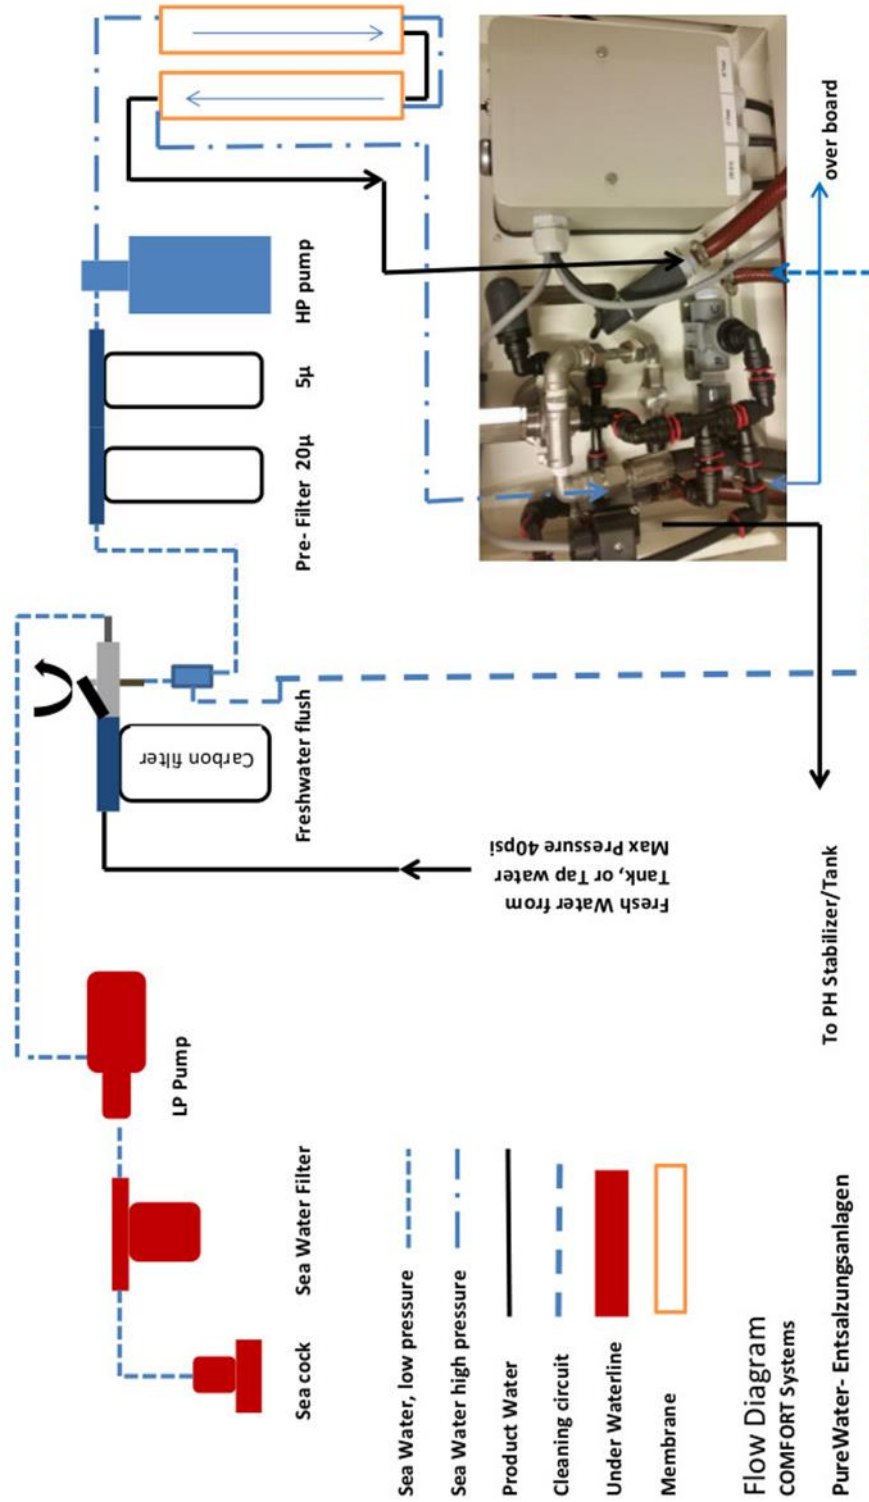 Sea cock
Sea Water Filter
LP Pump
Freshwater flush
Carbon filter
Pre- Filter 20µ
5µ
HP pump
Fresh Water from
Tank, or Tap water
Max Pressure 40psi
over board
To PH Stabilizer/Tank
Sea Water, low pressure
Sea Water high pressure
Product Water
Cleaning circuit
Under Waterline
Membrane
Flow Diagram
COMFORT Systems
PureWater- Entsalzungsanlagen